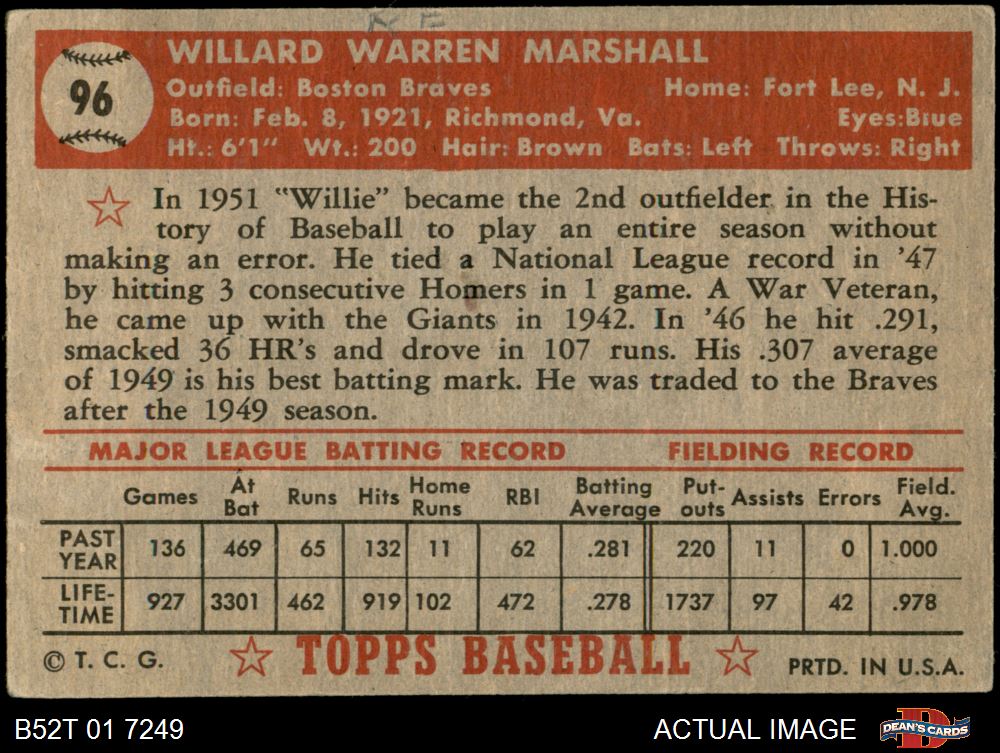 WILLARD WARREN MARSHALL
96
Outfield: Boston Braves Home: Fort Lee, N. J.
Born: Feb. 8, 1921, Richmond, Va. Eyes:Blue
Ht.: 6'1" Wt.: 200 Hair: Brown Bats: Left Throws: Right
In 1951 "Willie" became the 2nd outfielder in the His-
tory of Baseball to play an entire season without
making an error. He tied a National League record in '47
by hitting 3 consecutive Homers in 1 game. A War Veteran,
he came up with the Giants in 1942. In '46 he hit .291,
smacked 36 HR's and drove in 107 runs. His .307 average
of 1949 is his best batting mark. He was traded to the Braves
after the 1949 season.
MAJOR LEAGUE BATTING RECORD FIELDING RECORD
Games At Bat Runs Hits Home Runs RBI Batting Average Put-outs Assists Errors Field. Avg.
PAST YEAR 136 469 65 132 11 62 .281 220 11 0 1.000
LIFE-TIME 927 3301 462 919 102 472 .278 1737 97 42 .978
© T. C. G. TOPPS BASEBALL PRTD. IN U.S.A.
B52T 01 7249 ACTUAL IMAGE DEAN'S CARDS